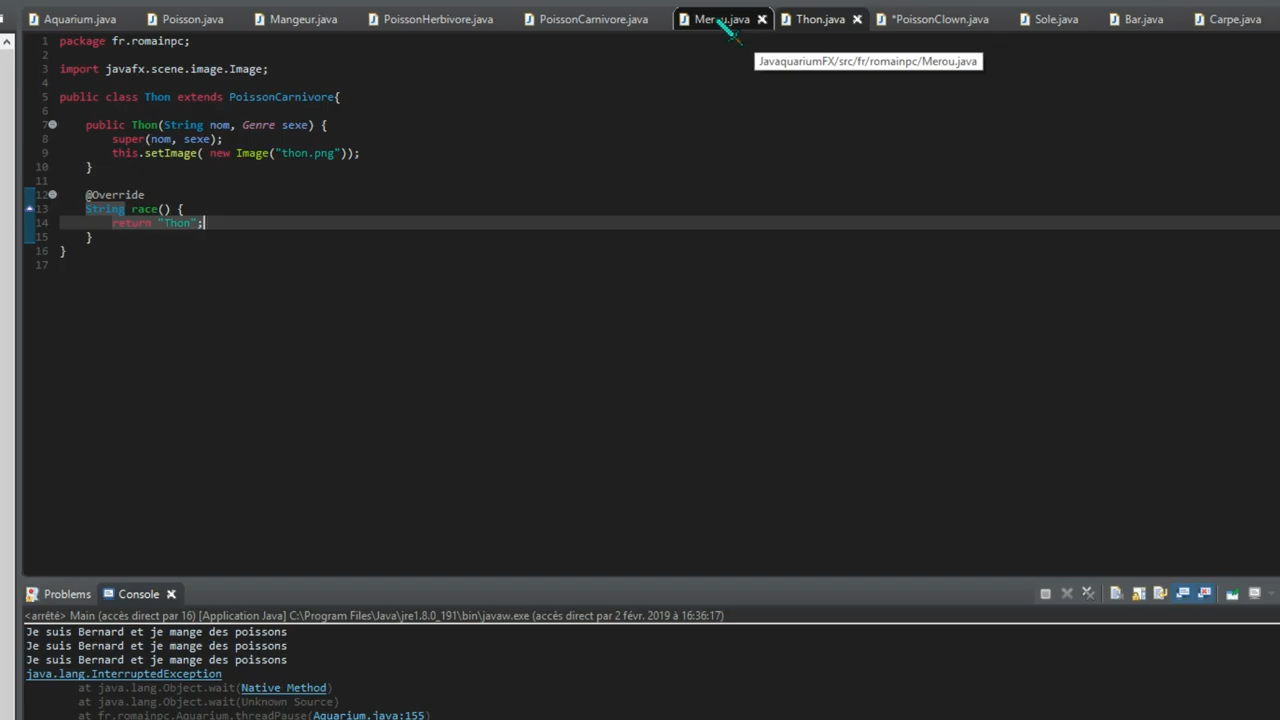 Aquarium.java Poisson.java Mangeur.java PoissonHerbivore.java PoissonCarnivore.java Merou.java Thon.java *PoissonClown.java Sole.java Bar.java Carpe.java
JavaquariumFX/src/fr/romainpc/Merou.java
1 package fr.romainpc;
2
3 import javafx.scene.image.Image;
4
5 public class Thon extends PoissonCarnivore{
6
7 public Thon(String nom, Genre sexe) {
8 super(nom, sexe);
9 this.setImage( new Image("thon.png"));
10 }
11
12 @Override
13 String race() {
14 return "Thon";
15 }
16 }
17
Problems Console
<arrêté> Main (accès direct par 16) [Application Java] C:\Program Files\Java\jre1.8.0_191\bin\javaw.exe (accès direct par 2 févr. 2019 à 16:36:17)
Je suis Bernard et je mange des poissons
Je suis Bernard et je mange des poissons
Je suis Bernard et je mange des poissons
java.lang.InterruptedException
at java.lang.Object.wait(Native Method)
at java.lang.Object.wait(Unknown Source)
at fr.romainpc.Aquarium.threadPause(Aquarium.java:155)